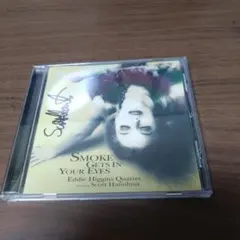 SMOKE
GETS IN
YOUR EYES
Eddie Higgins Quartet
Scott Hamilton